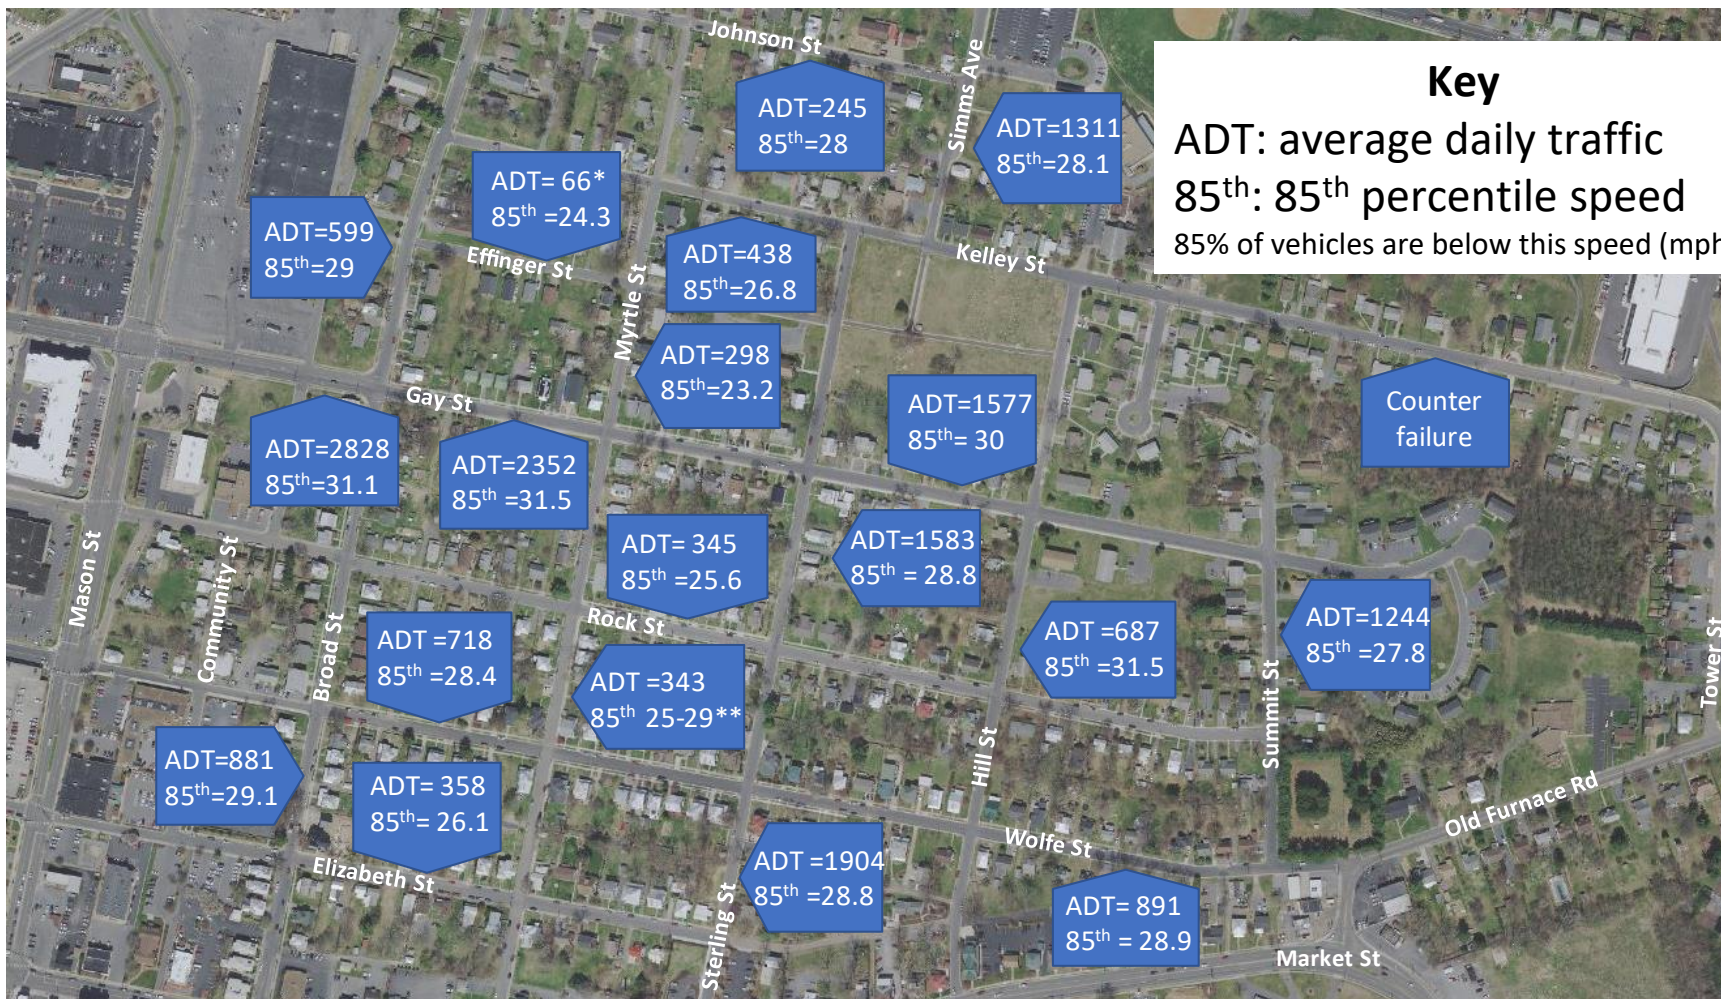 Johnson St
Simms Ave
Key
ADT: average daily traffic
85th: 85th percentile speed
85% of vehicles are below this speed (mph
ADT=245
85th=28
ADT=1311
85th=28.1
ADT= 66*
85th =24.3
ADT=599
85th=29
Effinger St
Myrtle St
ADT=438
85th=26.8
Kelley St
ADT=298
85th=23.2
Gay St
ADT=1577
85th= 30
Counter
failure
ADT=2828
85th=31.1
ADT=2352
85th =31.5
Mason St
Community St
Broad St
ADT= 345
85th =25.6
ADT=1583
85th = 28.8
Rock St
ADT =718
85th =28.4
ADT =343
85th 25-29**
ADT =687
85th =31.5
ADT=1244
85th =27.8
Summit St
Tower St
Hill St
ADT=881
85th=29.1
ADT= 358
85th= 26.1
Elizabeth St
Sterling St
ADT =1904
85th =28.8
Wolfe St
Old Furnace Rd
ADT= 891
85th = 28.9
Market St